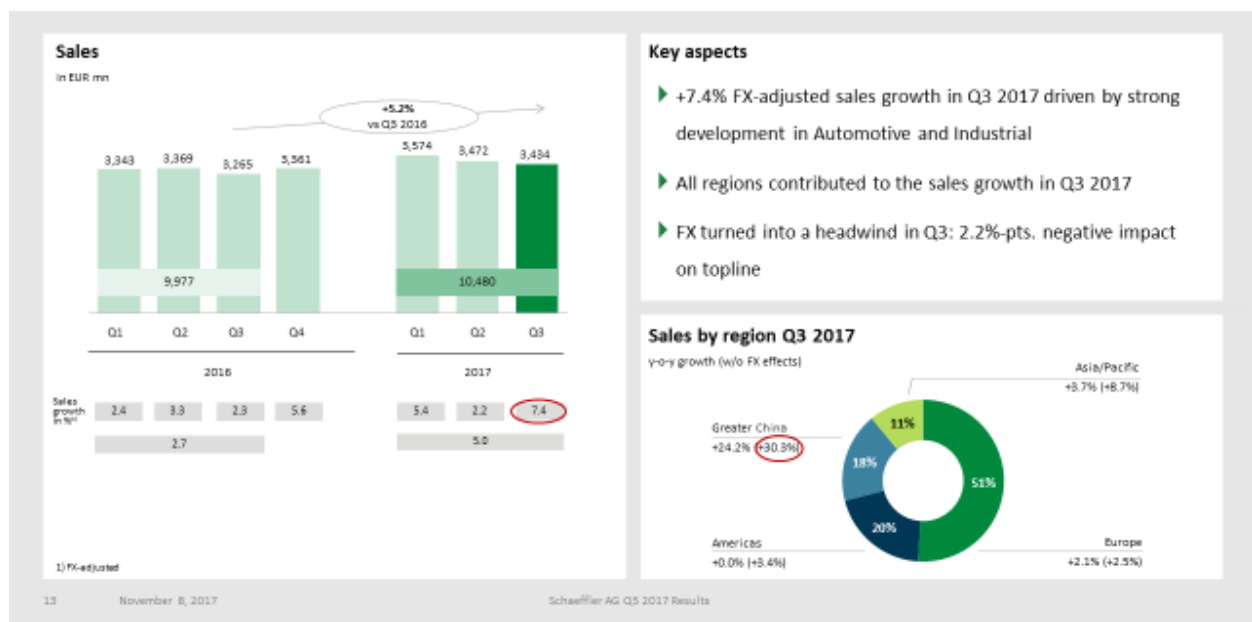 Sales
in EUR mn
+5.2%
vs Q3 2016
3,343 3,369 3,265 3,361 3,574 3,472 3,434
9,977 10,480
Q1 Q2 Q3 Q4 Q1 Q2 Q3
2016 2017
Sales
growth
in %1)
2.4 3.3 2.3 5.6 5.4 2.2 7.4
2.7 5.0
1) FX-adjusted
Key aspects
+7.4% FX-adjusted sales growth in Q3 2017 driven by strong
development in Automotive and Industrial
All regions contributed to the sales growth in Q3 2017
FX turned into a headwind in Q3: 2.2%-pts. negative impact
on topline
Sales by region Q3 2017
y-o-y growth (w/o FX effects)
Asia/Pacific
+3.7% (+8.7%)
Greater China
+24.2% (+30.3%)
11%
18%
51%
20%
Americas
+0.0% (+3.4%)
Europe
+2.1% (+2.5%)
13 November 8, 2017 Schaeffler AG Q3 2017 Results